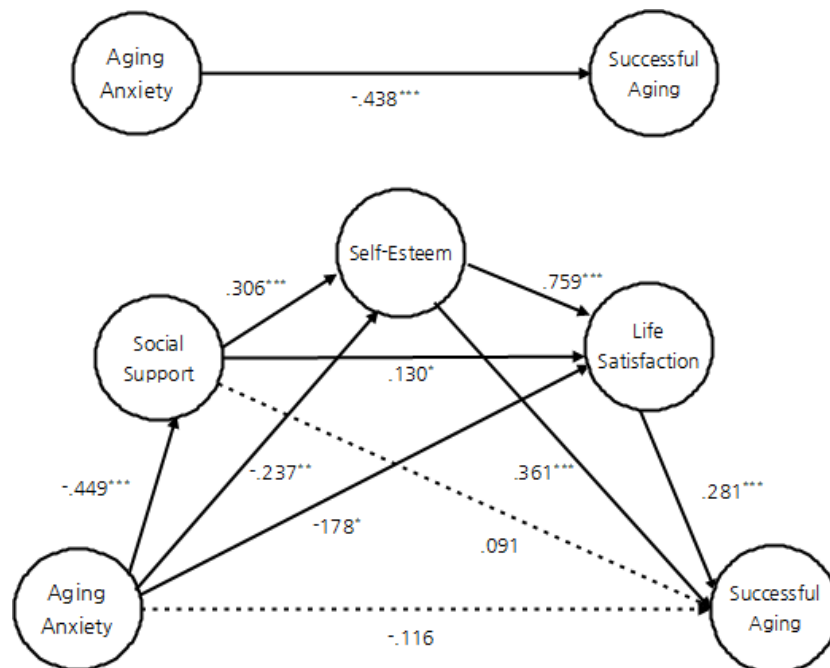 Aging
Anxiety
Successful
Aging
-.438***
Self-Esteem
.306***
.759***
Social
Support
Life
Satisfaction
.130*
-.449***
-.237**
.361***
.281***
-178*
.091
Aging
Anxiety
Successful
Aging
-.116